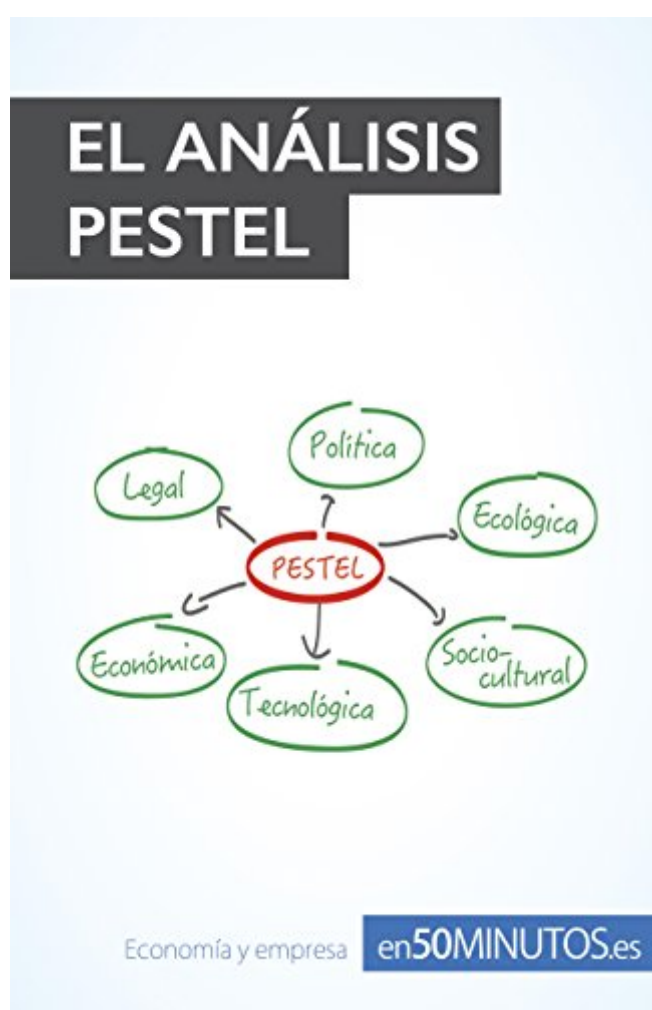 EL ANÁLISIS
PESTEL
Política
Legal
Ecológica
PESTEL
Económica
Socio-
cultural
Tecnológica
Economía y empresa en50MINUTOS.es